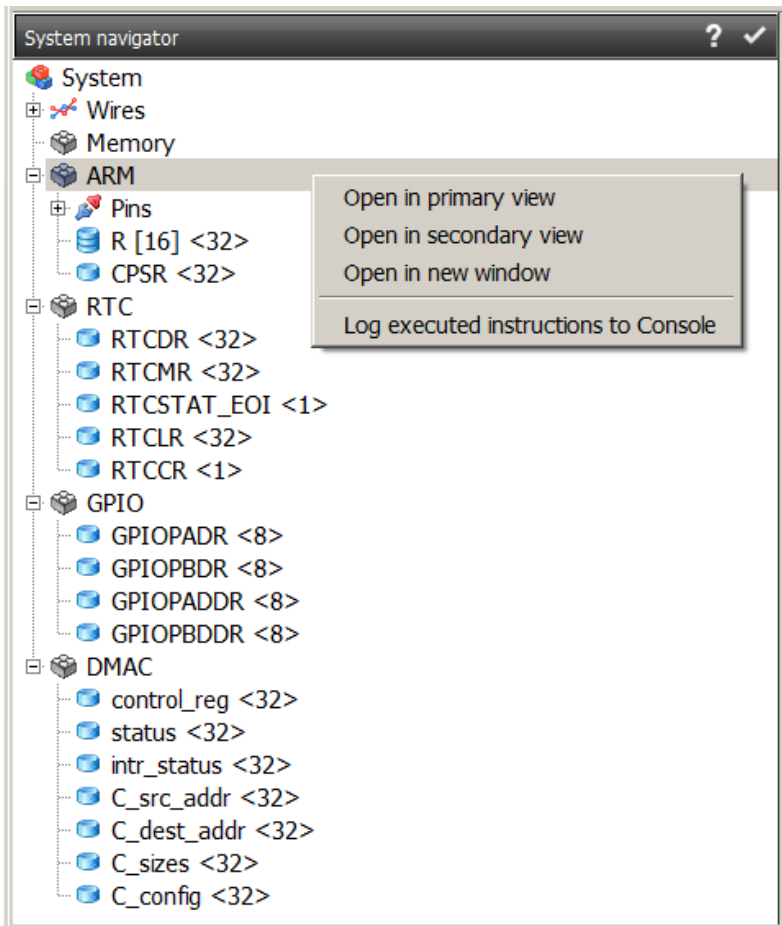 System navigator ? ✓
System
Wires
Memory
ARM
Pins
R [16] <32>
CPSR <32>
RTC
RTCDR <32>
RTCMR <32>
RTCSTAT_EOI <1>
RTCLR <32>
RTCCR <1>
GPIO
GPIOPADR <8>
GPIOPBDR <8>
GPIOPADDR <8>
GPIOPBDDR <8>
DMAC
control_reg <32>
status <32>
intr_status <32>
C_src_addr <32>
C_dest_addr <32>
C_sizes <32>
C_config <32>
Open in primary view
Open in secondary view
Open in new window
Log executed instructions to Console